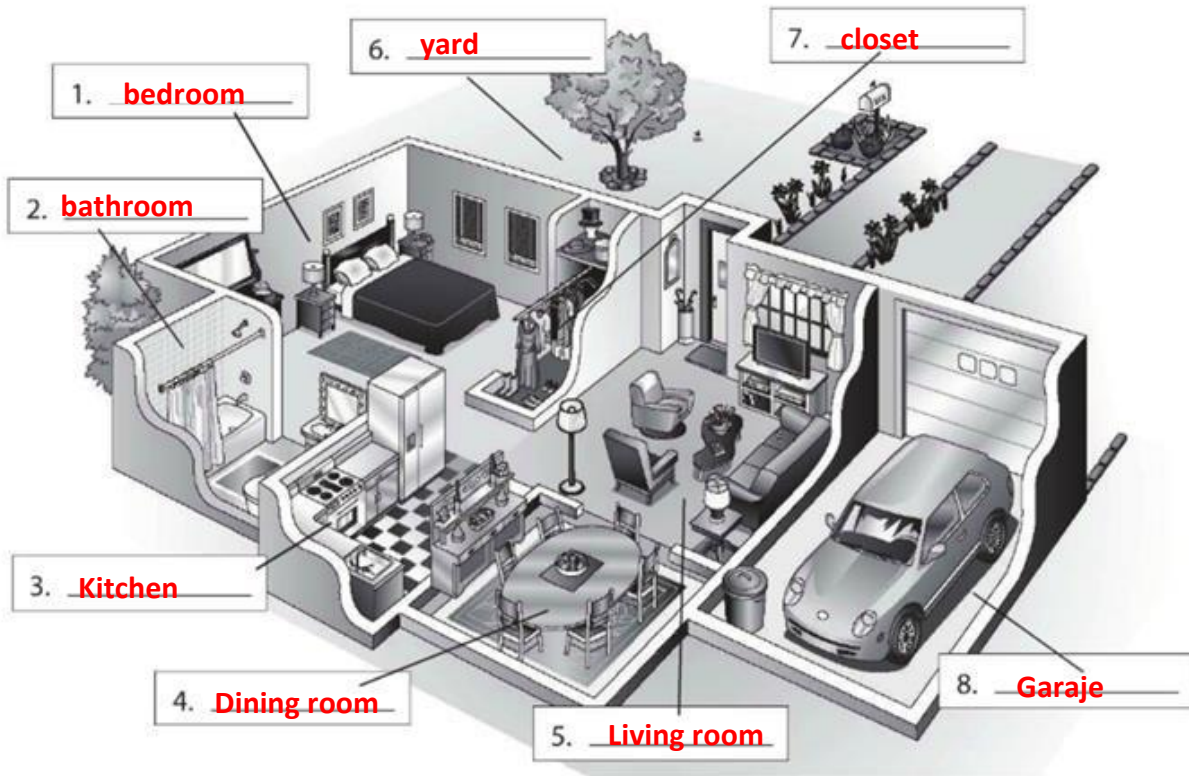 6. yard
7. closet
1. bedroom
2. bathroom
3. Kitchen
4. Dining room
5. Living room
8. Garaje